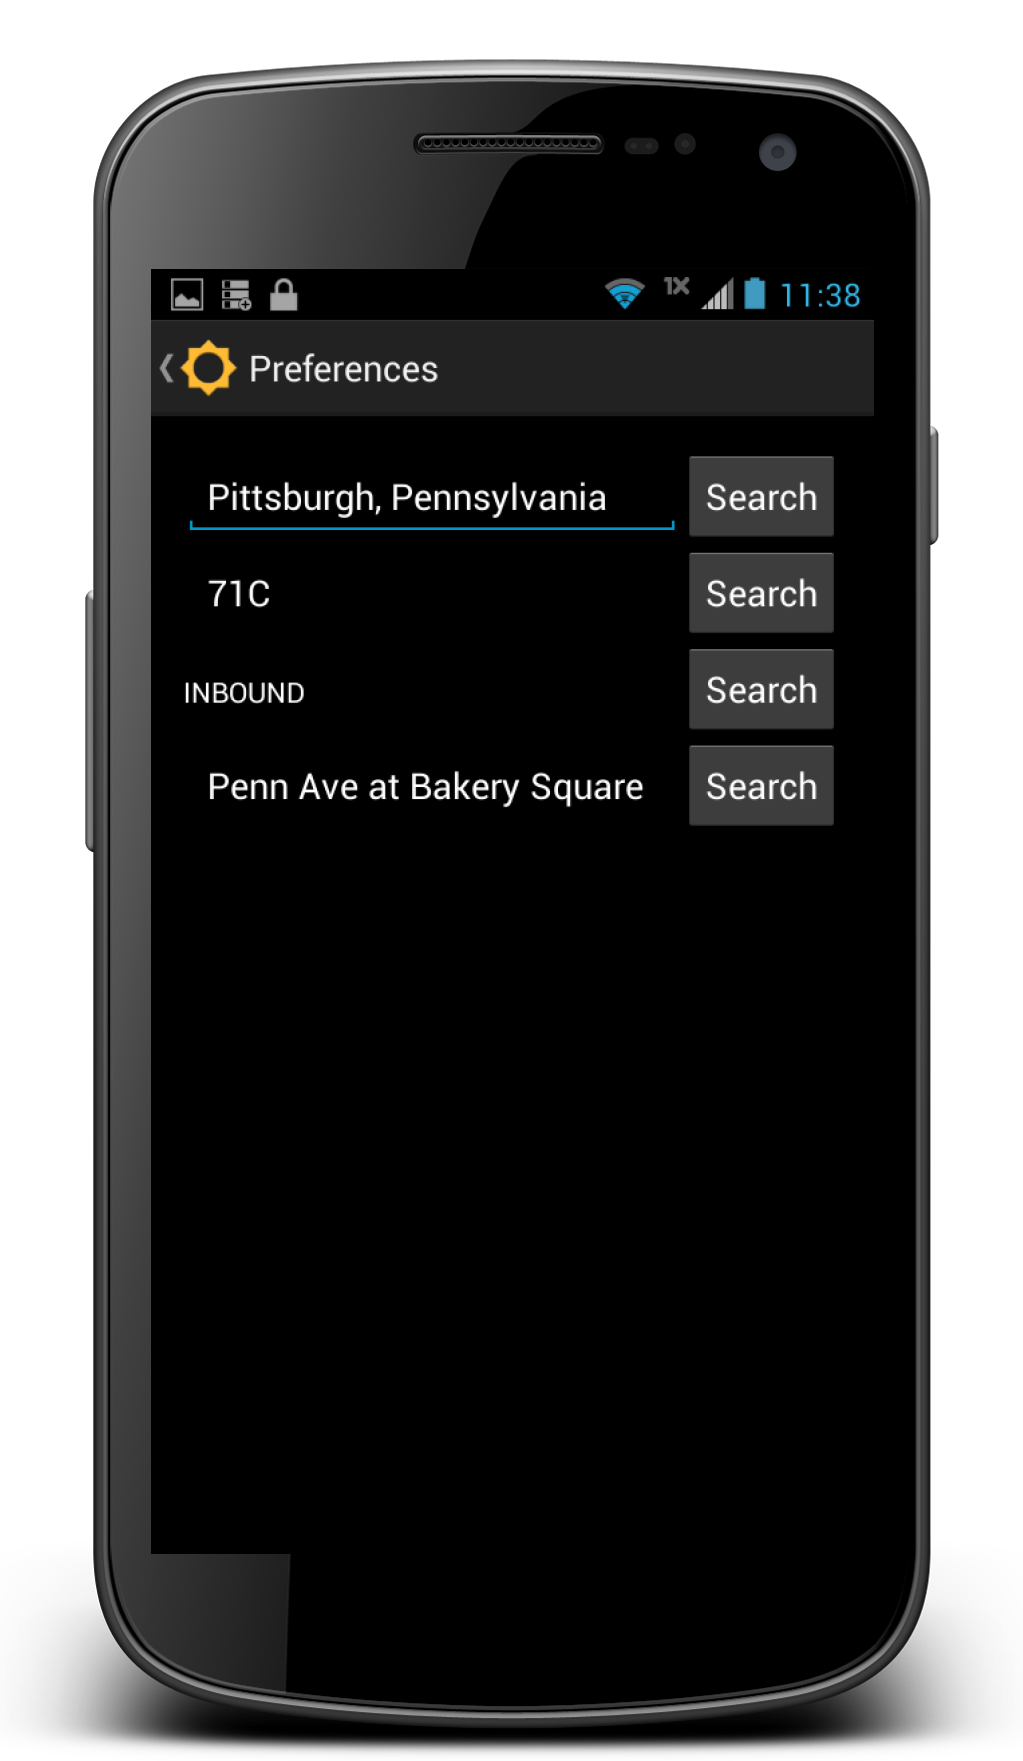 1X 11:38
Preferences
Pittsburgh, Pennsylvania Search
71C Search
INBOUND Search
Penn Ave at Bakery Square Search